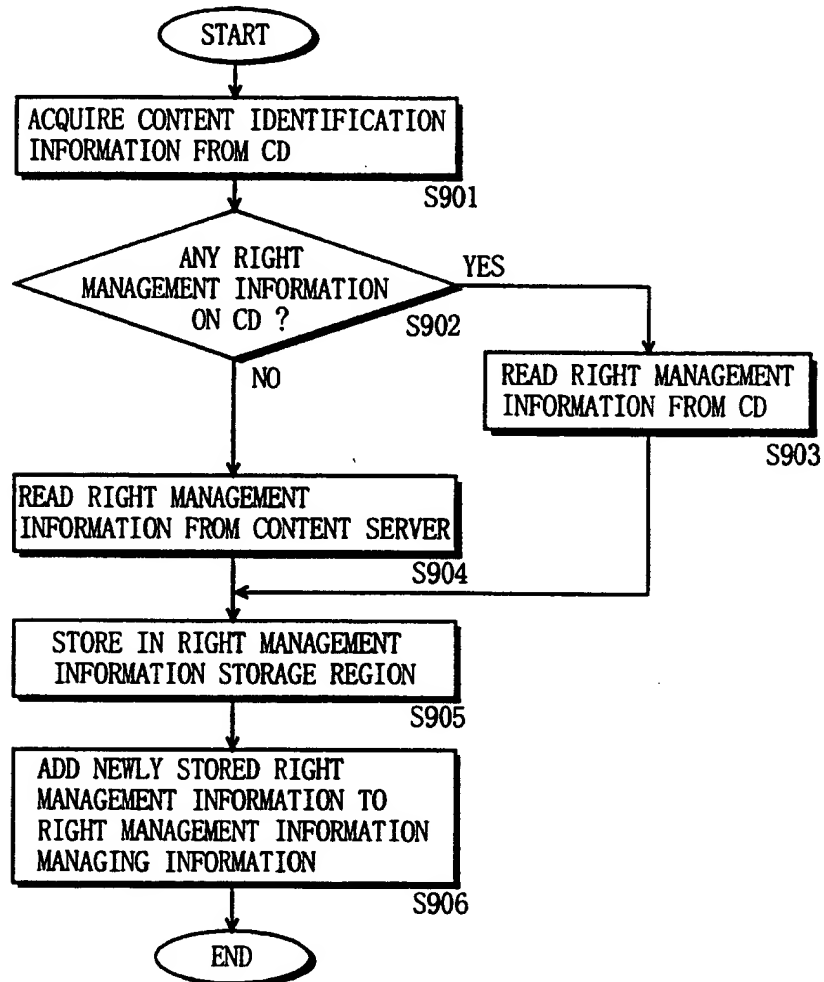 START
ACQUIRE CONTENT IDENTIFICATION
INFORMATION FROM CD
S901
ANY RIGHT
MANAGEMENT INFORMATION
ON CD ?
S902
YES
NO
READ RIGHT MANAGEMENT
INFORMATION FROM CD
S903
READ RIGHT MANAGEMENT
INFORMATION FROM CONTENT SERVER
S904
STORE IN RIGHT MANAGEMENT
INFORMATION STORAGE REGION
S905
ADD NEWLY STORED RIGHT
MANAGEMENT INFORMATION TO
RIGHT MANAGEMENT INFORMATION
MANAGING INFORMATION
S906
END